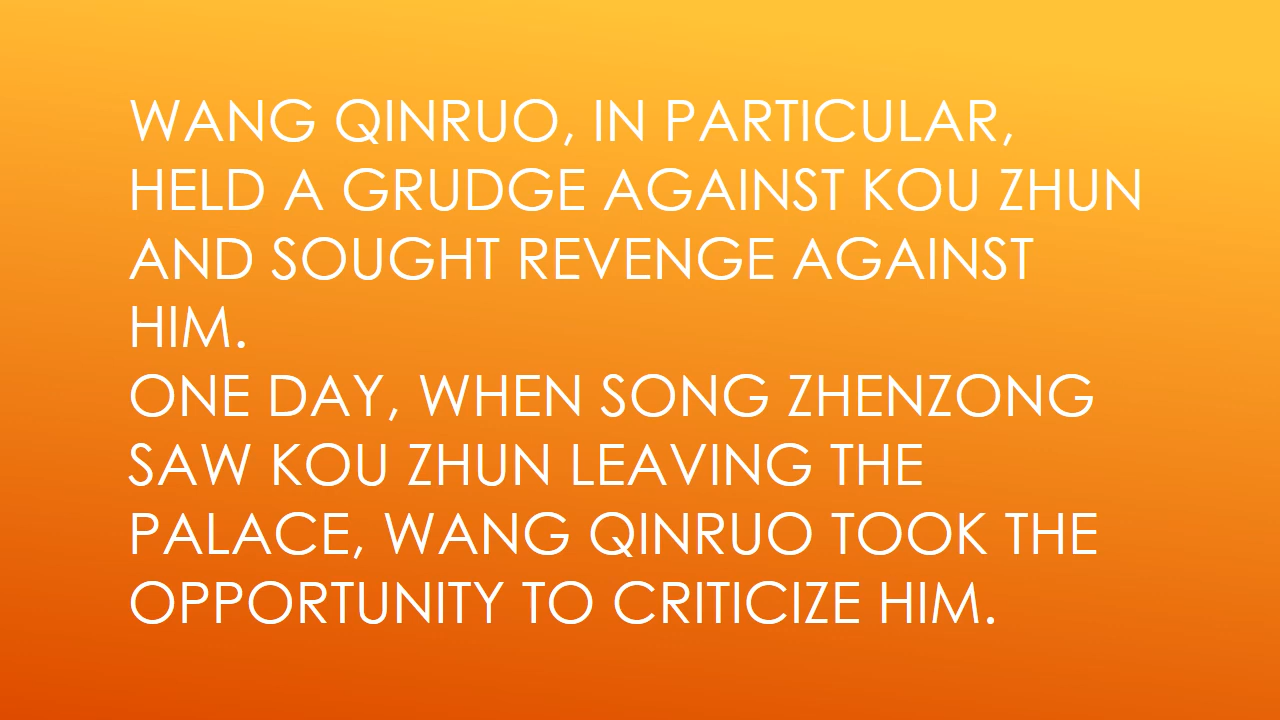 WANG QINRUO, IN PARTICULAR,
HELD A GRUDGE AGAINST KOU ZHUN
AND SOUGHT REVENGE AGAINST
HIM.
ONE DAY, WHEN SONG ZHENZONG
SAW KOU ZHUN LEAVING THE
PALACE, WANG QINRUO TOOK THE
OPPORTUNITY TO CRITICIZE HIM.